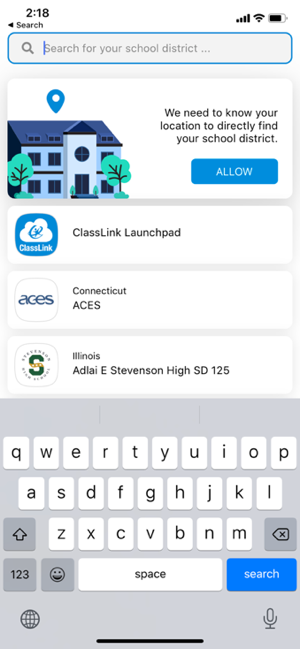 2:18
Search
Search for your school district ...
We need to know your
location to directly find
your school district.
ALLOW
ClassLink
ClassLink Launchpad
aces
Connecticut
ACES
STEVENSON
S
HIGH SCHOOL
Illinois
Adlai E Stevenson High SD 125
q w e r t y u i o p
a s d f g h j k l
z x c v b n m
123 space search